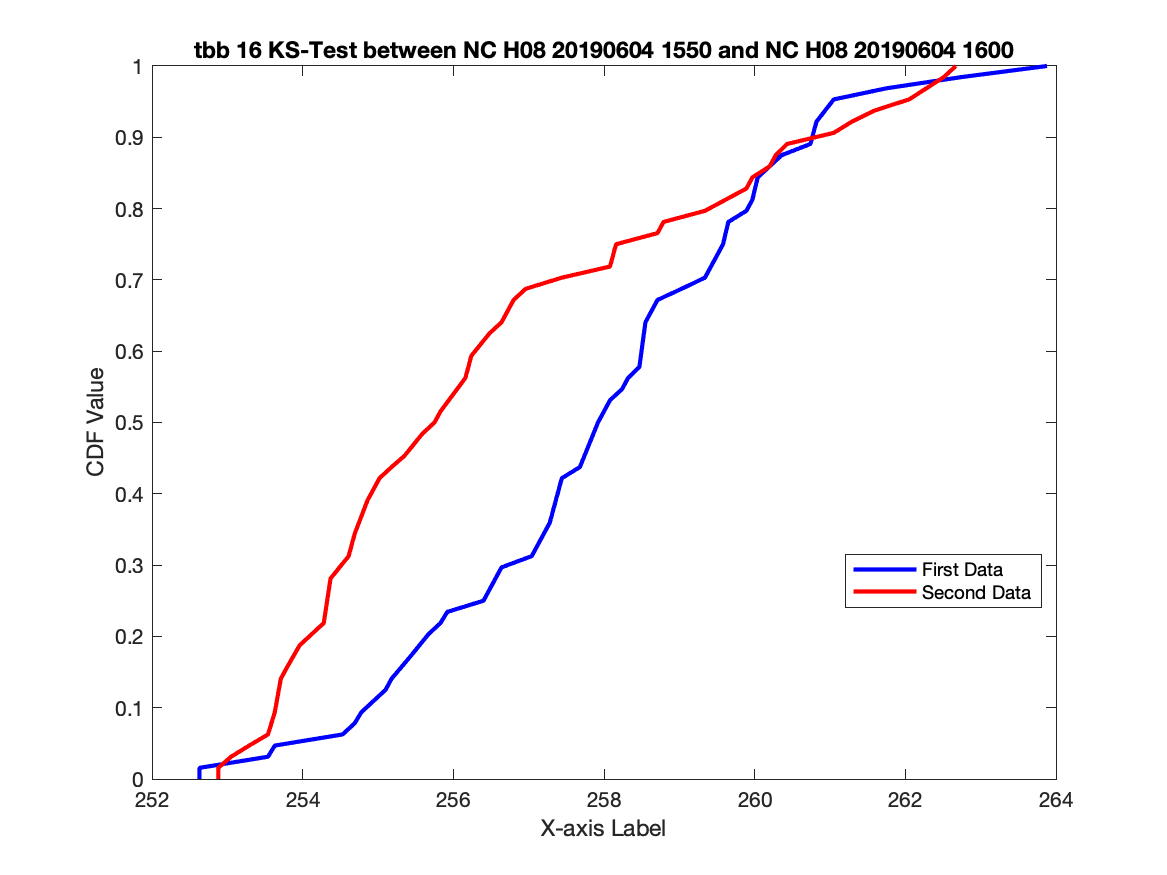 tbb 16 KS-Test between NC H08 20190604 1550 and NC H08 20190604 1600
1
0.9
0.8
0.7
0.6
0.5
0.4
0.3
0.2
0.1
0
CDF Value
First Data
Second Data
252 254 256 258 260 262 264
X-axis Label